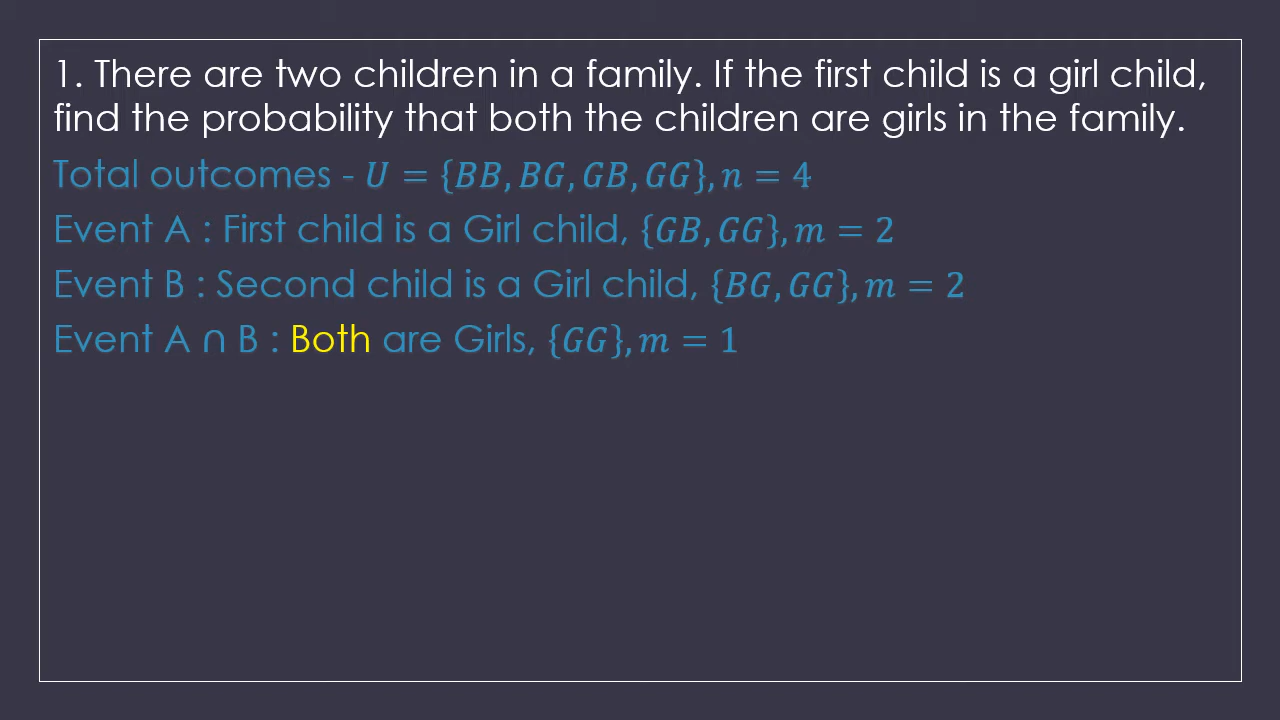 1. There are two children in a family. If the first child is a girl child,
find the probability that both the children are girls in the family.
Total outcomes - U = {BB, BG, GB, GG}, n = 4
Event A : First child is a Girl child, {GB, GG}, m = 2
Event B : Second child is a Girl child, {BG, GG}, m = 2
Event A ∩ B : Both are Girls, {GG}, m = 1